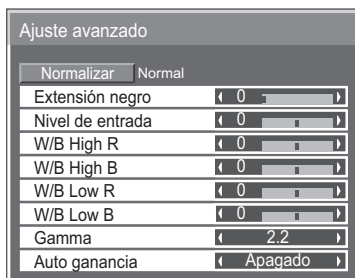 Ajuste avanzado
Normalizar Normal
Extensión negro 0
Nivel de entrada 0
W/B High R 0
W/B High B 0
W/B Low R 0
W/B Low B 0
Gamma 2.2
Auto ganancia Apagado